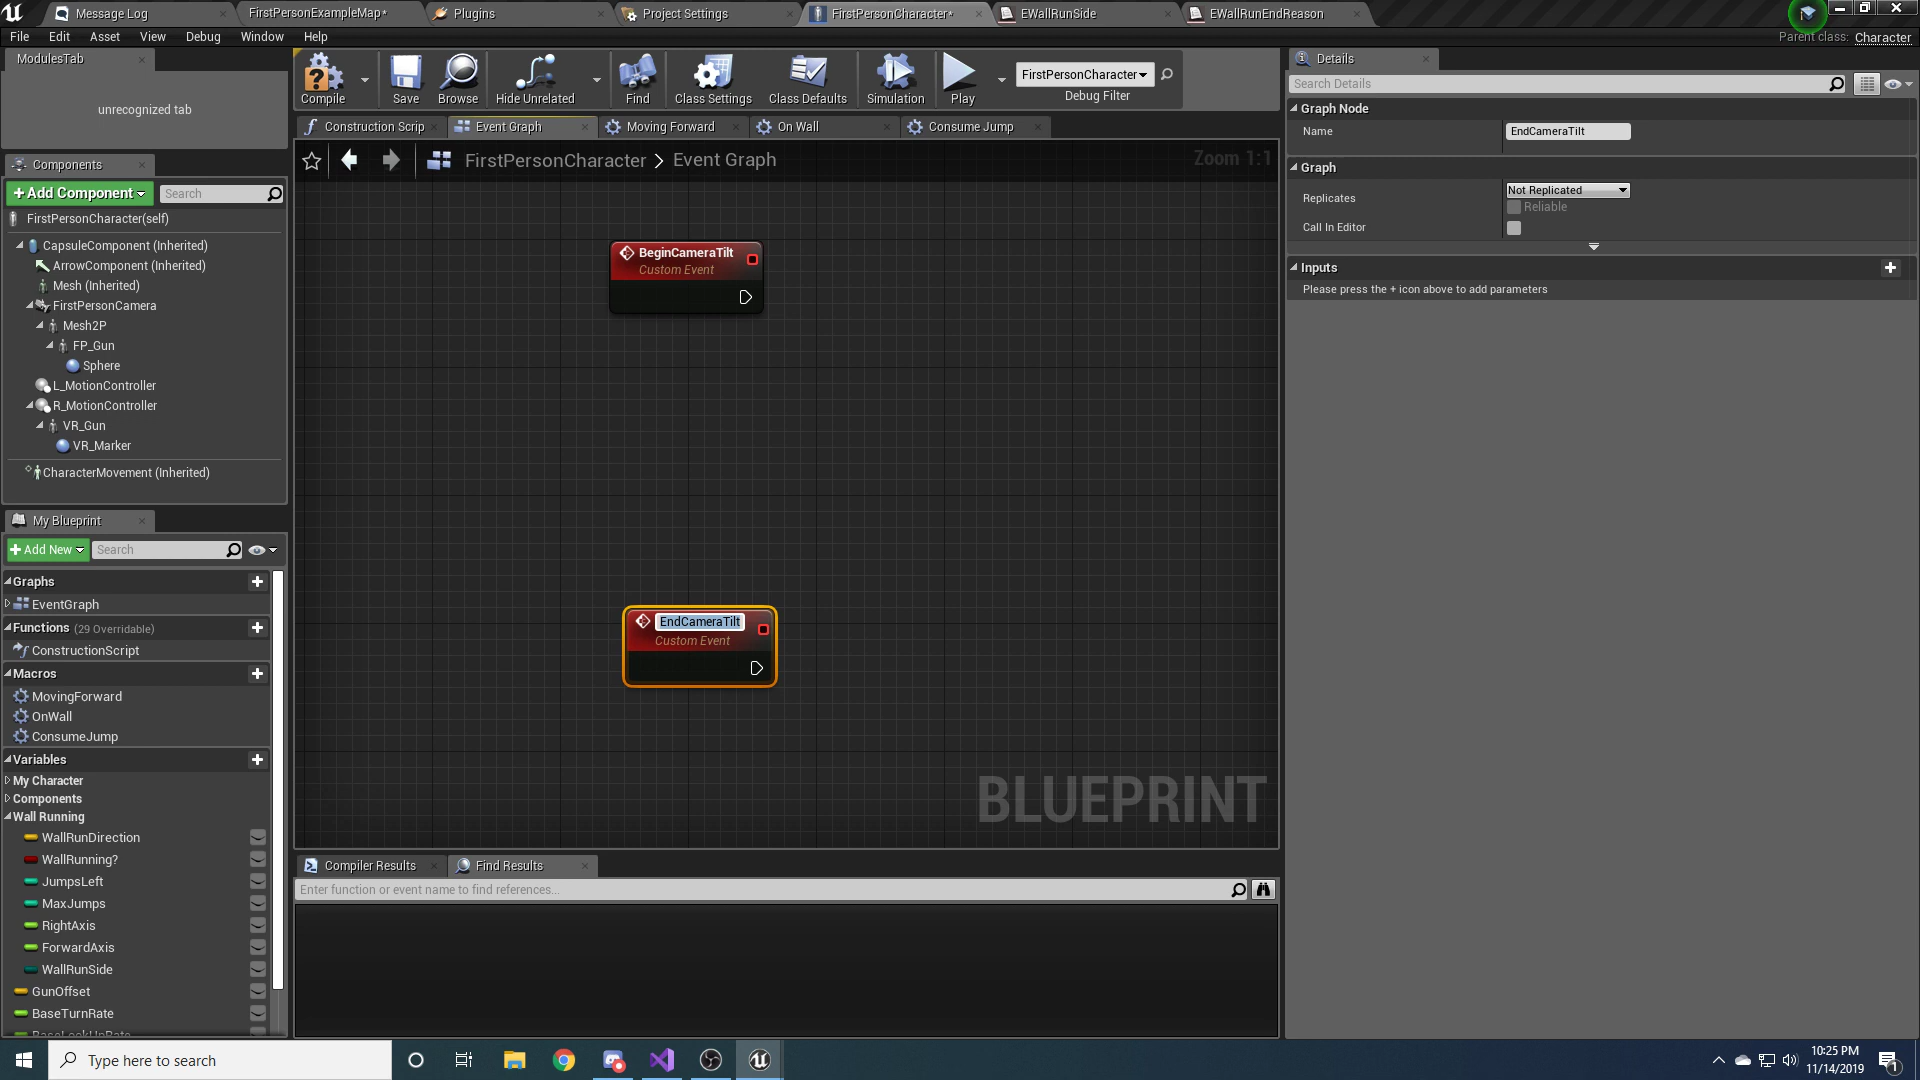 Message Log
FirstPersonExampleMap*
Plugins
Project Settings
FirstPersonCharacter*
EWallRunSide
EWallRunEndReason
File Edit Asset View Debug Window Help
Parent class: Character
ModulesTab
unrecognized tab
Components
+Add Component
Search
FirstPersonCharacter(self)
CapsuleComponent (Inherited)
ArrowComponent (Inherited)
Mesh (Inherited)
FirstPersonCamera
Mesh2P
FP_Gun
Sphere
L_MotionController
R_MotionController
VR_Gun
VR_Marker
CharacterMovement (Inherited)
My Blueprint
+Add New
Search
Graphs
EventGraph
Functions (29 Overridable)
ConstructionScript
Macros
MovingForward
OnWall
ConsumeJump
Variables
My Character
Components
Wall Running
WallRunDirection
WallRunning?
JumpsLeft
MaxJumps
RightAxis
ForwardAxis
WallRunSide
GunOffset
BaseTurnRate
BaseLookUpRate
Compile
Save
Browse
Hide Unrelated
Find
Class Settings
Class Defaults
Simulation
Play
FirstPersonCharacter
Debug Filter
Construction Scrip
Event Graph
Moving Forward
On Wall
Consume Jump
FirstPersonCharacter > Event Graph
Zoom 1:1
BeginCameraTilt
Custom Event
EndCameraTilt
Custom Event
BLUEPRINT
Compiler Results
Find Results
Enter function or event name to find references...
Details
Search Details
Graph Node
Name EndCameraTilt
Graph
Replicates Not Replicated
Reliable
Call In Editor
Inputs
Please press the + icon above to add parameters
Type here to search
10:25 PM
11/14/2019
1